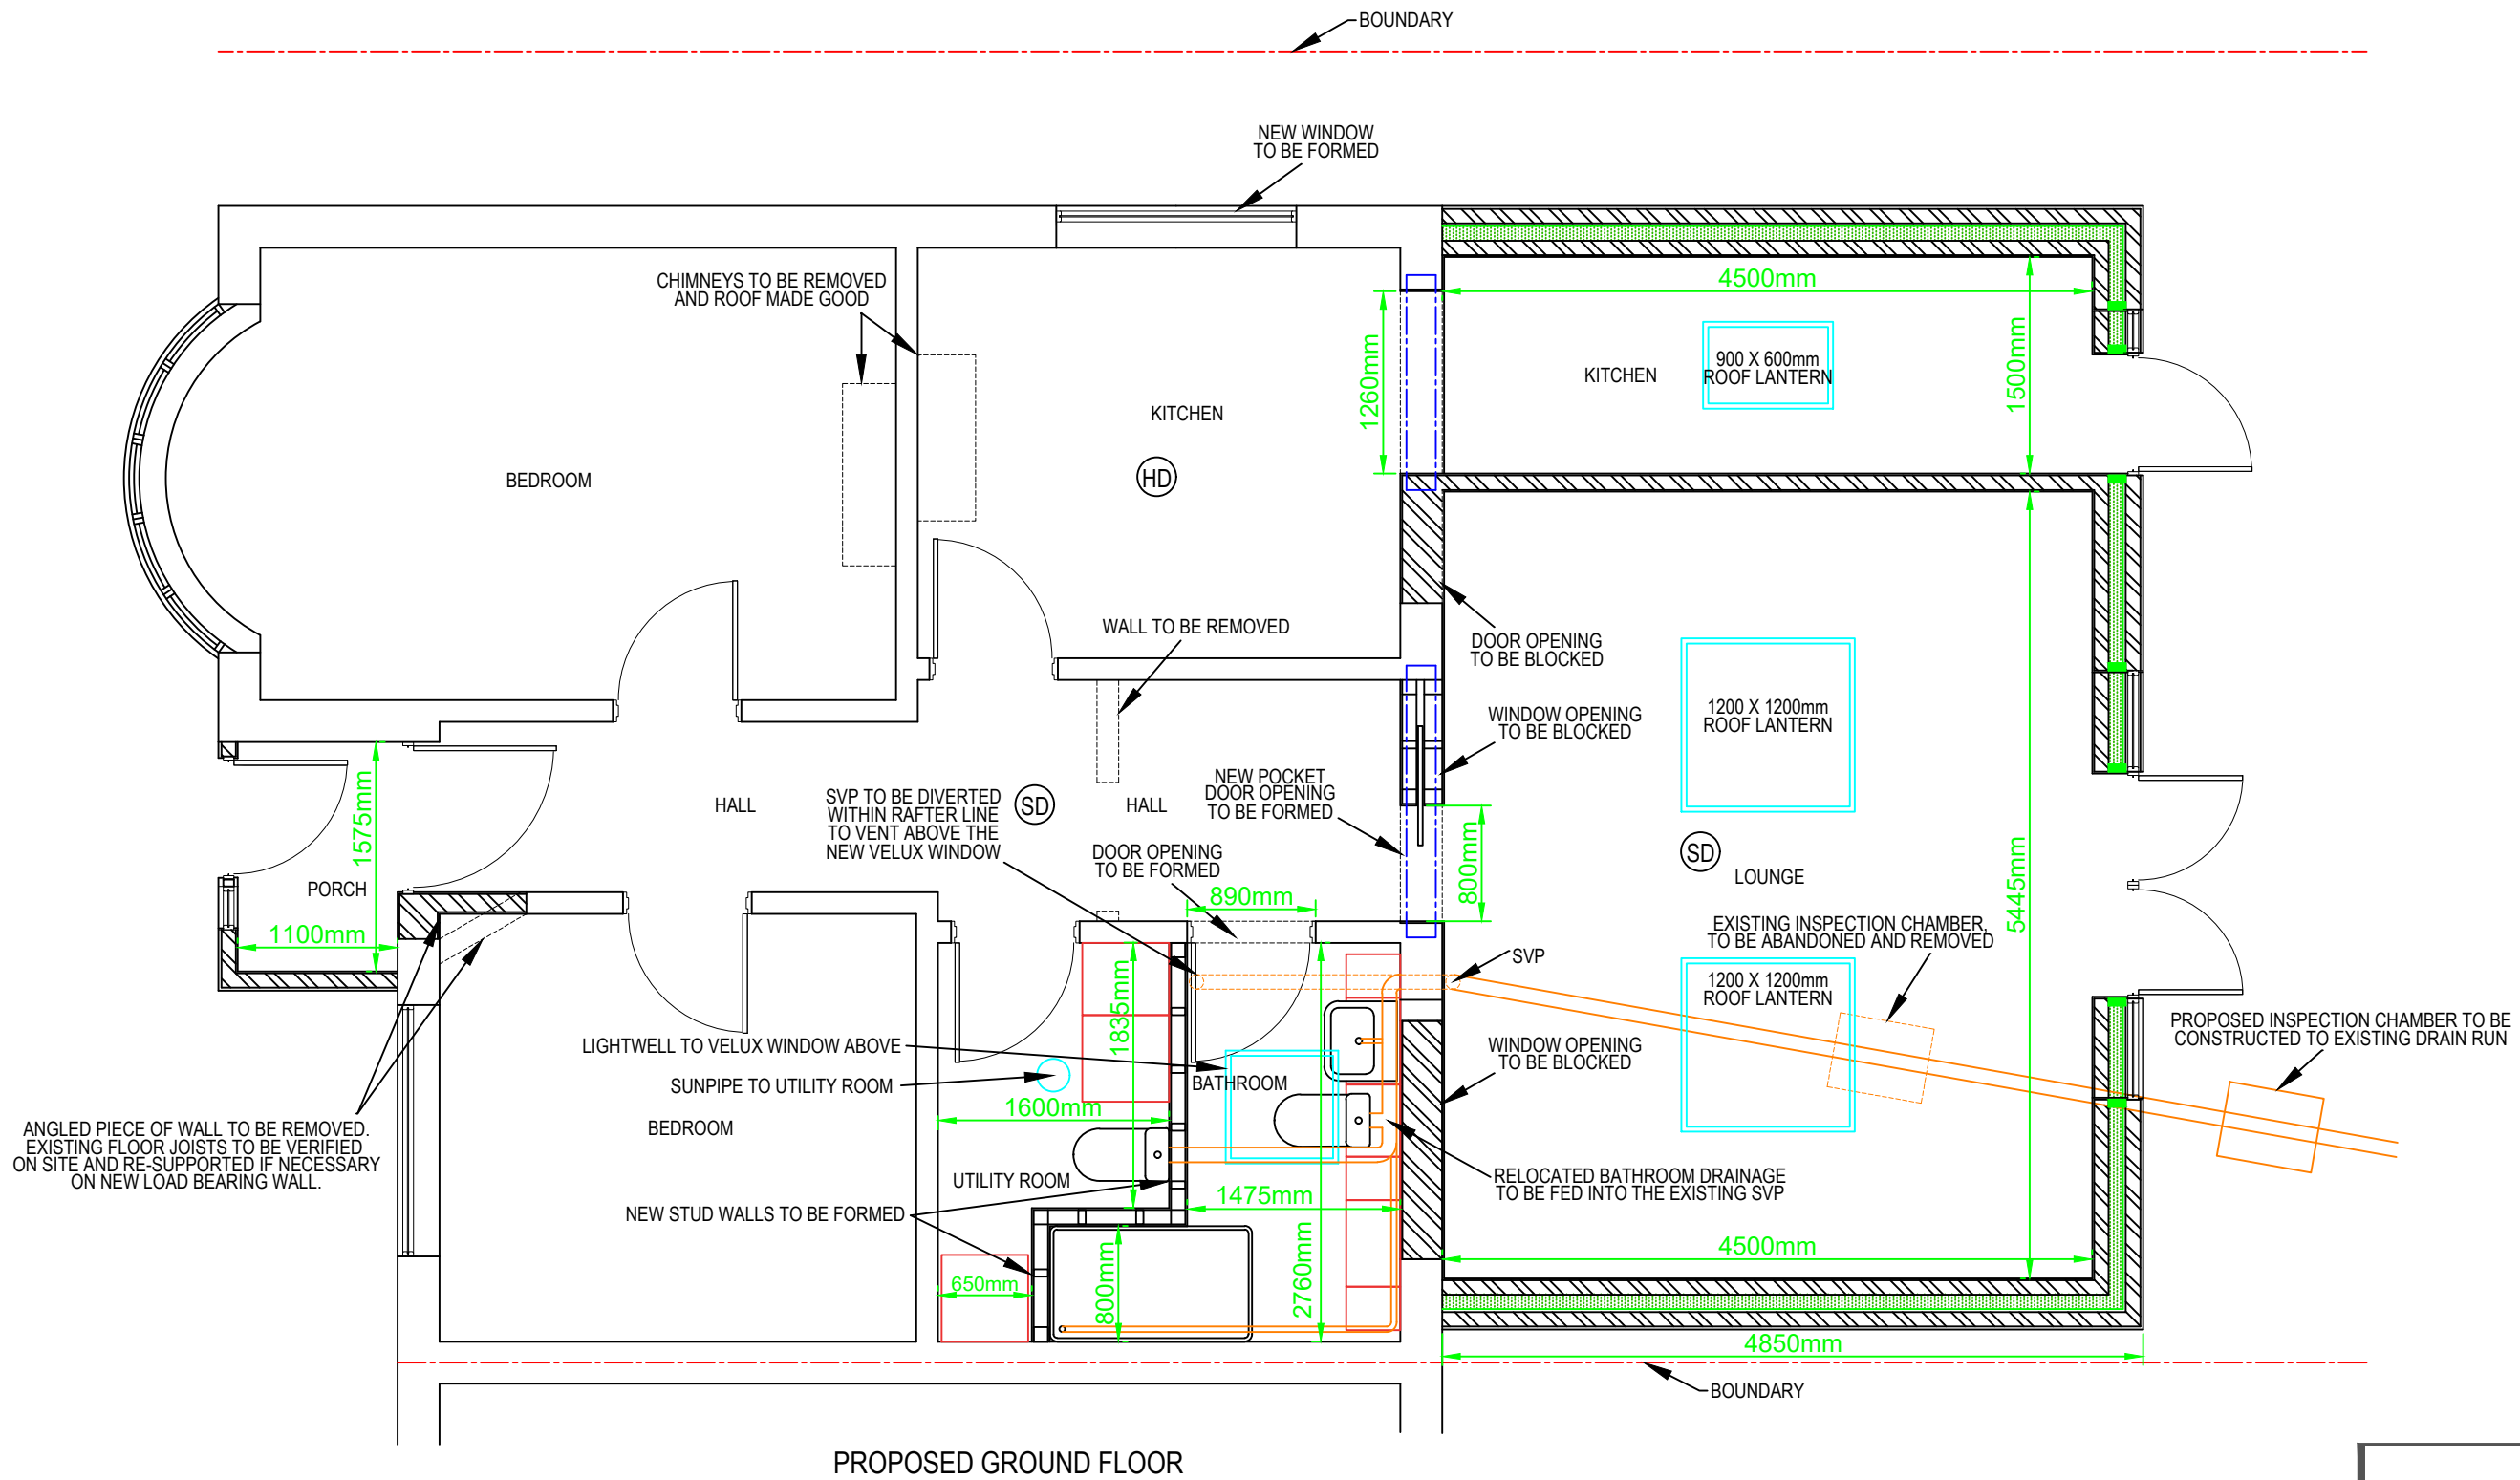 BOUNDARY
NEW WINDOW
TO BE FORMED
CHIMNEYS TO BE REMOVED
AND ROOF MADE GOOD
4500mm
900 X 600mm
ROOF LANTERN
KITCHEN
1500mm
1260mm
KITCHEN
HD
BEDROOM
WALL TO BE REMOVED
DOOR OPENING
TO BE BLOCKED
1200 X 1200mm
ROOF LANTERN
WINDOW OPENING
TO BE BLOCKED
NEW POCKET
DOOR OPENING
TO BE FORMED
SVP TO BE DIVERTED
WITHIN RAFTER LINE
TO VENT ABOVE THE
NEW VELUX WINDOW
HALL
SD
HALL
1575mm
800mm
SD
LOUNGE
DOOR OPENING
TO BE FORMED
890mm
PORCH
1100mm
5445mm
EXISTING INSPECTION CHAMBER,
TO BE ABANDONED AND REMOVED
SVP
1200 X 1200mm
ROOF LANTERN
PROPOSED INSPECTION CHAMBER TO BE
CONSTRUCTED TO EXISTING DRAIN RUN
1835mm
LIGHTWELL TO VELUX WINDOW ABOVE
WINDOW OPENING
TO BE BLOCKED
SUNPIPE TO UTILITY ROOM
BATHROOM
1600mm
BEDROOM
ANGLED PIECE OF WALL TO BE REMOVED.
EXISTING FLOOR JOISTS TO BE VERIFIED
ON SITE AND RE-SUPPORTED IF NECESSARY
ON NEW LOAD BEARING WALL.
UTILITY ROOM
RELOCATED BATHROOM DRAINAGE
TO BE FED INTO THE EXISTING SVP
1475mm
NEW STUD WALLS TO BE FORMED
4500mm
650mm
800mm
2760mm
4850mm
BOUNDARY
PROPOSED GROUND FLOOR